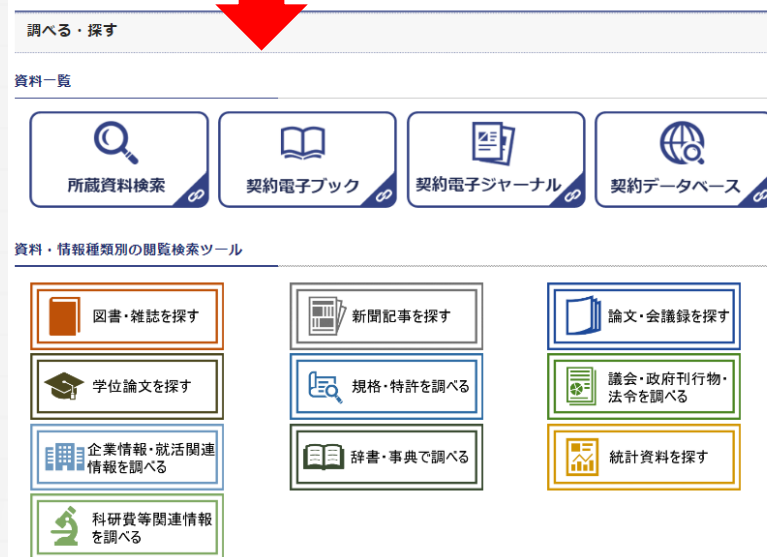 調べる・探す
資料一覧
所蔵資料検索
契約電子ブック
契約電子ジャーナル
契約データベース
資料・情報種類別の閲覧検索ツール
図書・雑誌を探す
新聞記事を探す
論文・会議録を探す
学位論文を探す
規格・特許を調べる
議会・政府刊行物・
法令を調べる
企業情報・就活関連
情報を調べる
辞書・事典で調べる
統計資料を探す
科研費等関連情報
を調べる